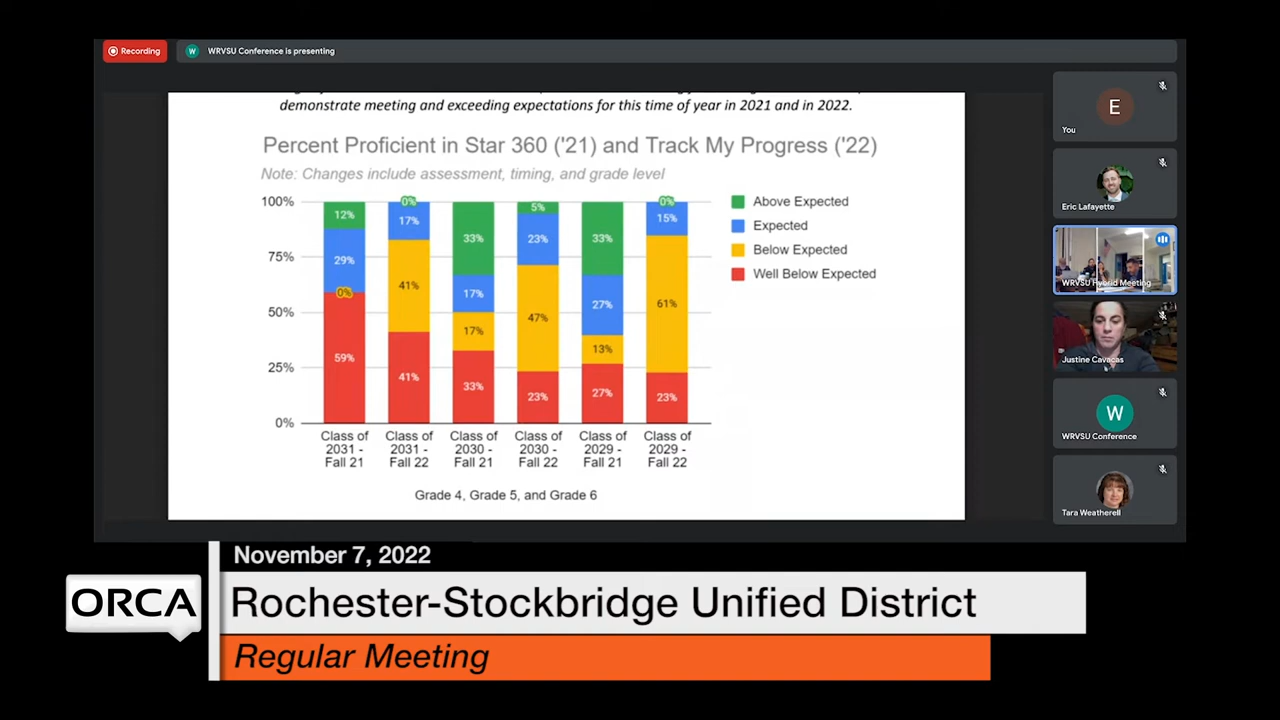 Recording
W
WRVSU Conference is presenting
demonstrate meeting and exceeding expectations for this time of year in 2021 and in 2022.
Percent Proficient in Star 360 ('21) and Track My Progress ('22)
Note: Changes include assessment, timing, and grade level
100%
75%
50%
25%
0%
12%
29%
0%
59%
0%
17%
41%
41%
33%
17%
17%
33%
5%
23%
47%
23%
33%
27%
13%
27%
0%
15%
61%
23%
Above Expected
Expected
Below Expected
Well Below Expected
Class of
2031 -
Fall 21
Class of
2031 -
Fall 22
Class of
2030 -
Fall 21
Class of
2030 -
Fall 22
Class of
2029 -
Fall 21
Class of
2029 -
Fall 22
Grade 4, Grade 5, and Grade 6
E
You
Eric Lafayette
WRVSU Hybrid Meeting
Justine Cavacas
W
WRVSU Conference
Tara Weatherell
November 7, 2022
ORCA
Rochester-Stockbridge Unified District
Regular Meeting